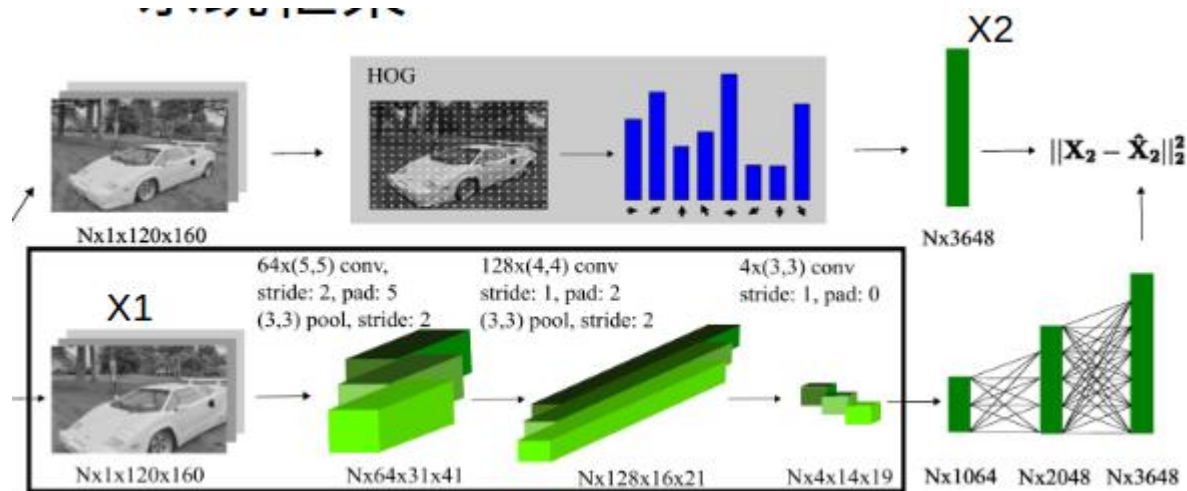 X2
HOG
||X₂ − X̂₂||₂²
Nx1x120x160
Nx3648
X1
64x(5,5) conv,
stride: 2, pad: 5
(3,3) pool, stride: 2
128x(4,4) conv
stride: 1, pad: 2
(3,3) pool, stride: 2
4x(3,3) conv
stride: 1, pad: 0
Nx1x120x160
Nx64x31x41
Nx128x16x21
Nx4x14x19
Nx1064
Nx2048
Nx3648